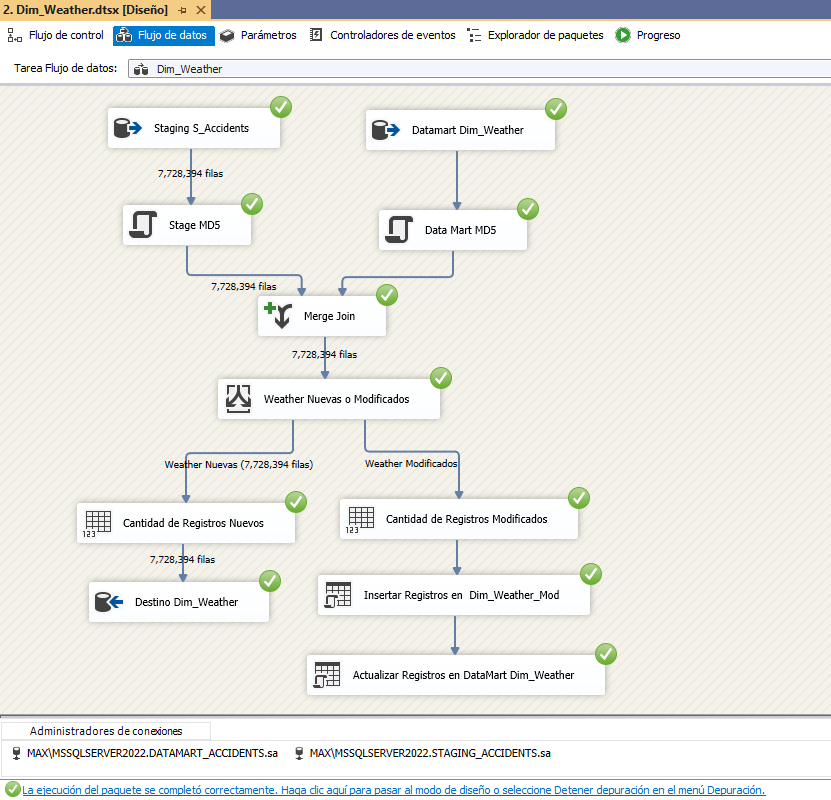 2. Dim_Weather.dtsx [Diseño]
Flujo de control Flujo de datos Parámetros Controladores de eventos Explorador de paquetes Progreso
Tarea Flujo de datos: Dim_Weather
Staging S_Accidents
Datamart Dim_Weather
7,728,394 filas
Stage MD5
Data Mart MD5
7,728,394 filas
Merge Join
7,728,394 filas
Weather Nuevas o Modificados
Weather Nuevas (7,728,394 filas)
Weather Modificados
Cantidad de Registros Nuevos
123
Cantidad de Registros Modificados
123
7,728,394 filas
Destino Dim_Weather
Insertar Registros en Dim_Weather_Mod
Actualizar Registros en DataMart Dim_Weather
Administradores de conexiones
MAX\MSSQLSERVER2022.DATAMART_ACCIDENTS.sa MAX\MSSQLSERVER2022.STAGING_ACCIDENTS.sa
La ejecución del paquete se completó correctamente. Haga clic aquí para pasar al modo de diseño o seleccione Detener depuración en el menú Depuración.